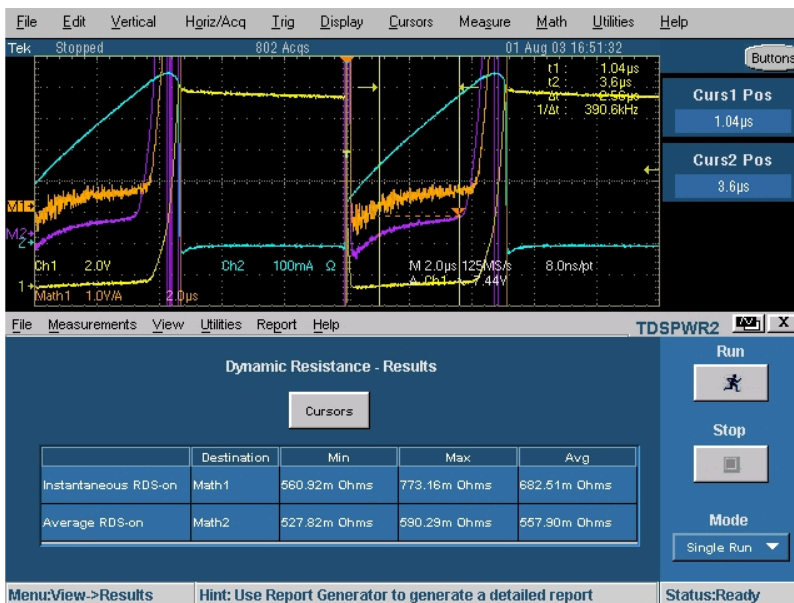 File Edit Vertical Horiz/Acq Trig Display Cursors Measure Math Utilities Help
Tek Stopped 802 Acqs 01 Aug 03 16:51:32
Buttons
t1: 1.04µs
t2: 3.6µs
Δt: 2.56µs
1/Δt: 390.6kHz
Curs1 Pos
1.04µs
Curs2 Pos
3.6µs
M1
M2
2
Ch1 2.0V Ch2 100mA Ω M 2.0µs 125MS/s 8.0ns/pt
1
Math1 1.0V/A 2.0µs
File Measurements View Utilities Report Help TDSPWR2 X
Dynamic Resistance - Results
Cursors
Destination Min Max Avg
Instantaneous RDS-on Math1 560.92m Ohms 773.16m Ohms 682.51m Ohms
Average RDS-on Math2 527.82m Ohms 590.29m Ohms 557.90m Ohms
Run
Stop
Mode
Single Run
Menu:View->Results Hint: Use Report Generator to generate a detailed report Status:Ready